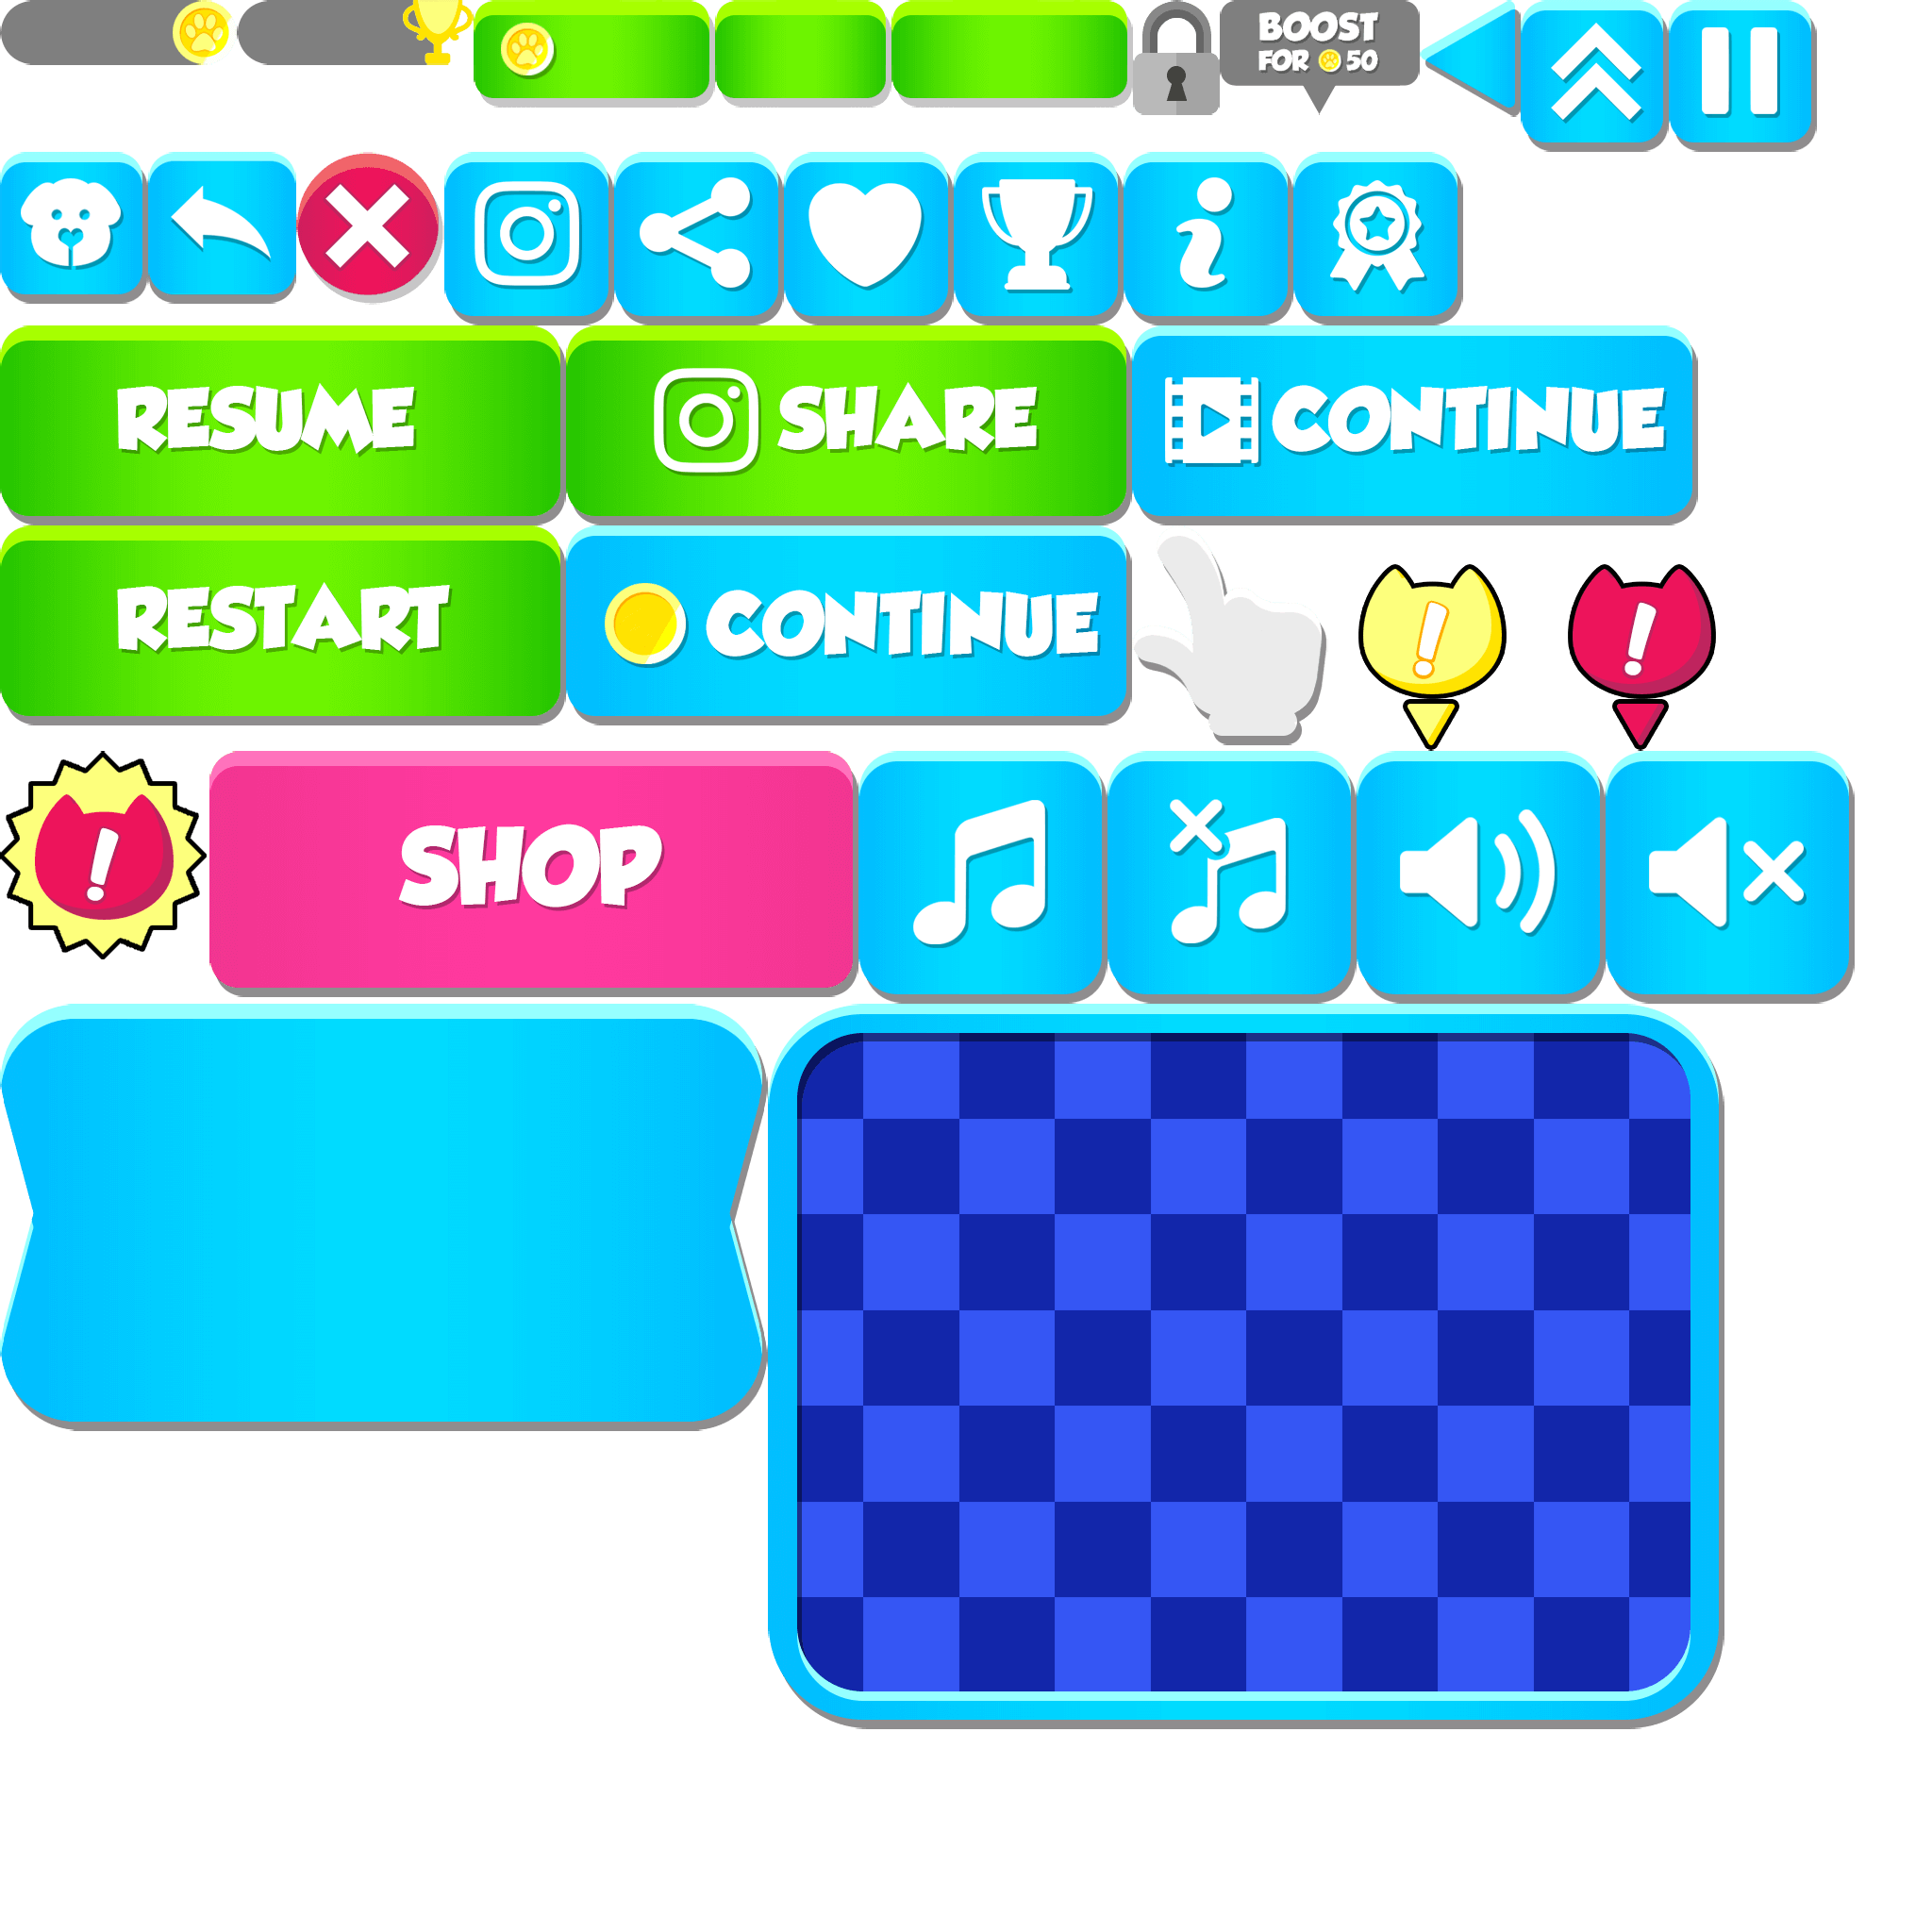 BOOST
FOR 50
RESUME
SHARE
CONTINUE
RESTART
CONTINUE
!
!
!
SHOP